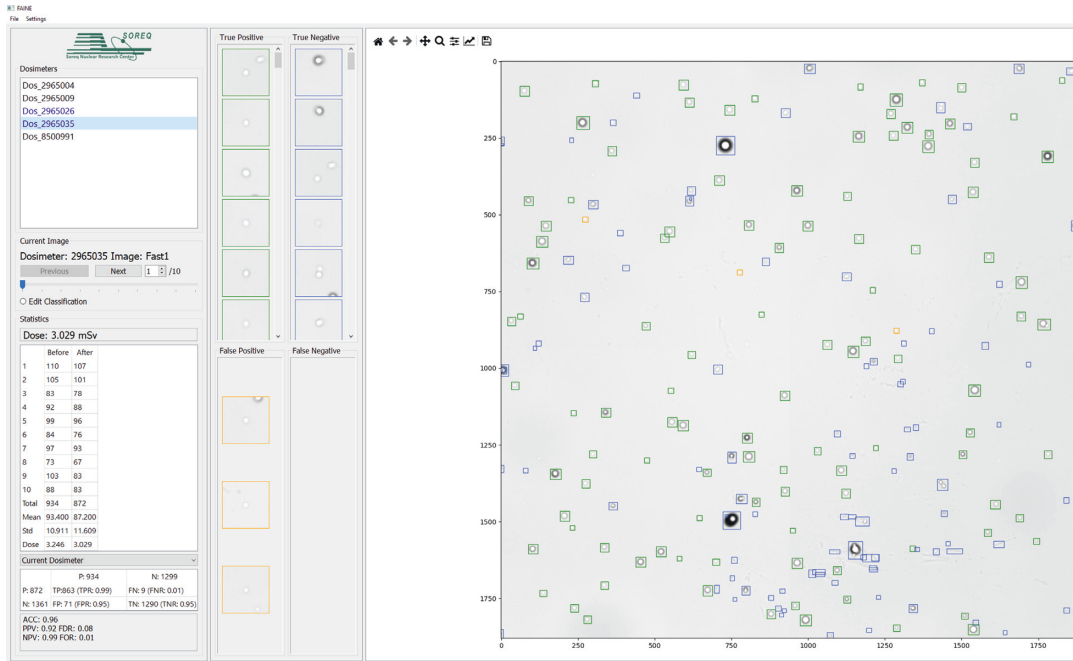 FAINE
File Settings
SOREQ
Soreq Nuclear Research Center
Dosimeters
Dos_2965004
Dos_2965009
Dos_2965026
Dos_2965035
Dos_8500991
Current Image
Dosimeter: 2965035 Image: Fast1
Previous Next 1 /10
Edit Classification
Statistics
Dose: 3.029 mSv
Before After
1 110 107
2 105 101
3 83 78
4 92 88
5 99 96
6 84 76
7 97 93
8 73 67
9 103 83
10 88 83
Total 934 872
Mean 93.400 87.200
Std 10.911 11.609
Dose 3.246 3.029
Current Dosimeter
P: 934 N: 1299
P: 872 TP:863 (TPR: 0.99) FN: 9 (FNR: 0.01)
N: 1361 FP: 71 (FPR: 0.95) TN: 1290 (TNR: 0.95)
ACC: 0.96
PPV: 0.92 FDR: 0.08
NPV: 0.99 FOR: 0.01
True Positive
True Negative
False Positive
False Negative
0
250
500
750
1000
1250
1500
1750
0 250 500 750 1000 1250 1500 1750